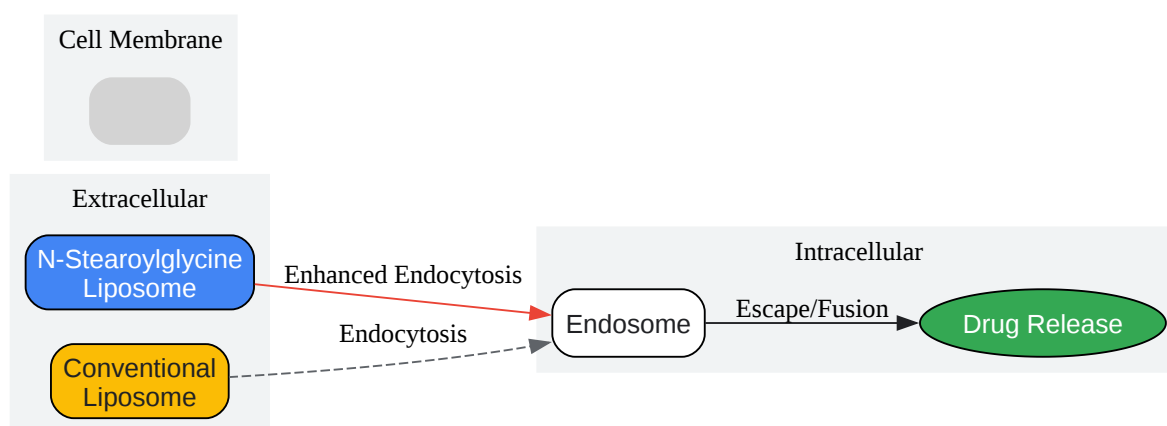 Cell Membrane
Extracellular
N-Stearoylglycine
Liposome
Enhanced Endocytosis
Endocytosis
Conventional
Liposome
Intracellular
Endosome
Escape/Fusion
Drug Release